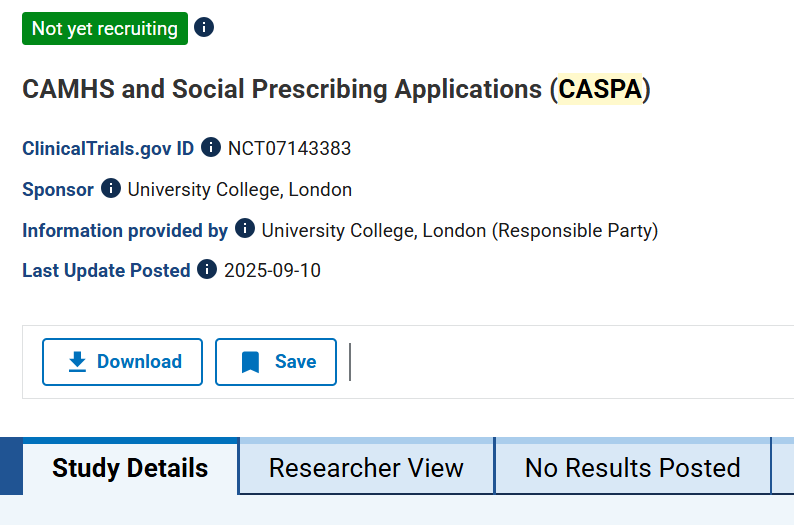 Not yet recruiting
CAMHS and Social Prescribing Applications (CASPA)
ClinicalTrials.gov ID NCT07143383
Sponsor University College, London
Information provided by University College, London (Responsible Party)
Last Update Posted 2025-09-10
Download Save
Study Details Researcher View No Results Posted